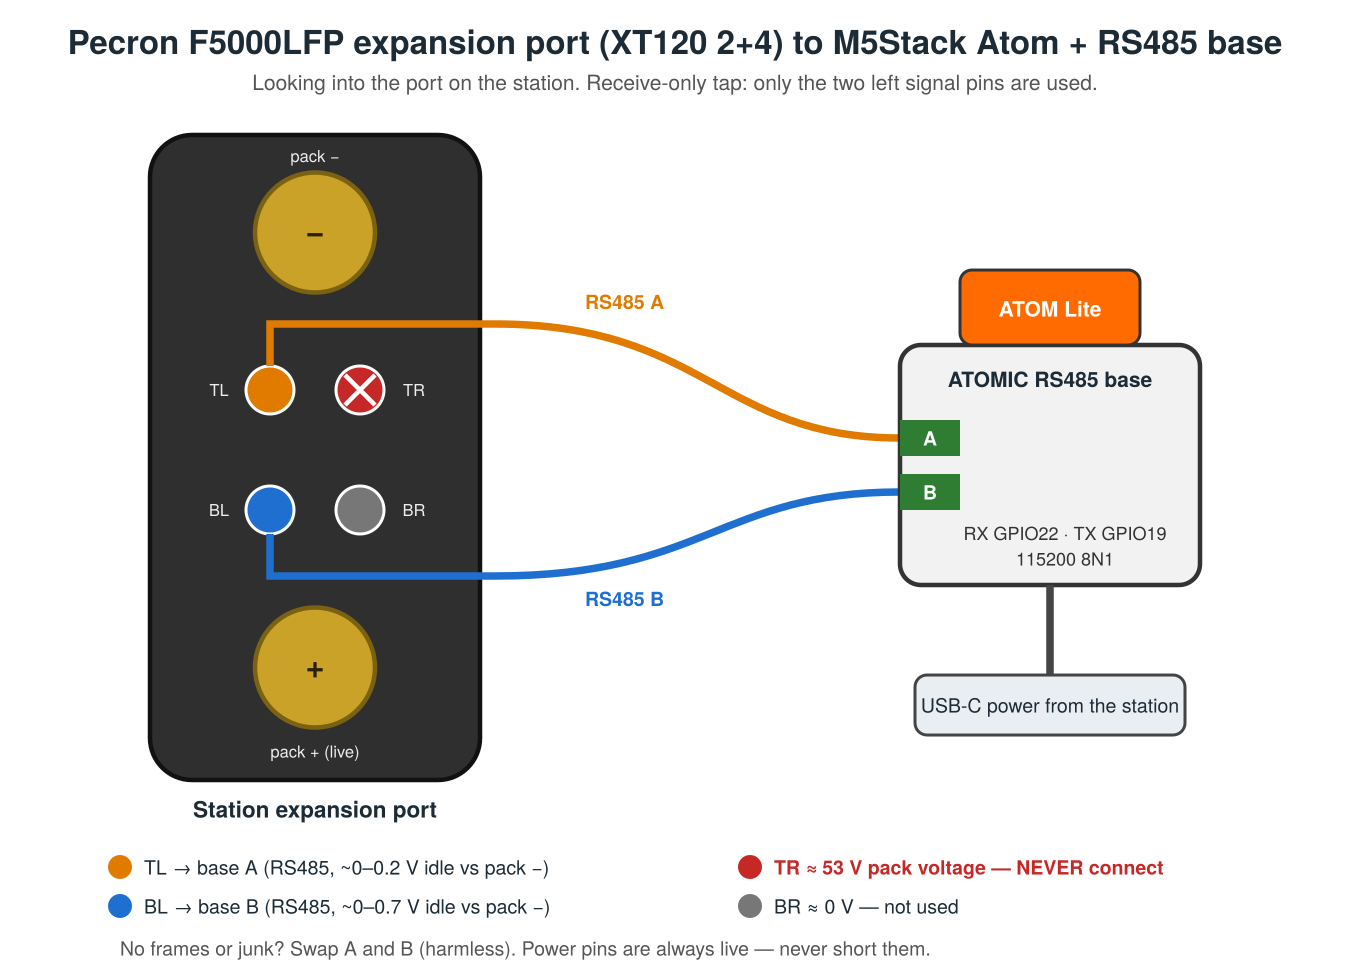 Pecron F5000LFP expansion port (XT120 2+4) to M5Stack Atom + RS485 base
Looking into the port on the station. Receive-only tap: only the two left signal pins are used.
pack −
−
RS485 A
ATOM Lite
ATOMIC RS485 base
TL
TR
A
B
BL
BR
RX GPIO22 · TX GPIO19
115200 8N1
RS485 B
+
USB-C power from the station
pack + (live)
Station expansion port
TL → base A (RS485, ~0–0.2 V idle vs pack −)
TR ≈ 53 V pack voltage — NEVER connect
BL → base B (RS485, ~0–0.7 V idle vs pack −)
BR ≈ 0 V — not used
No frames or junk? Swap A and B (harmless). Power pins are always live — never short them.